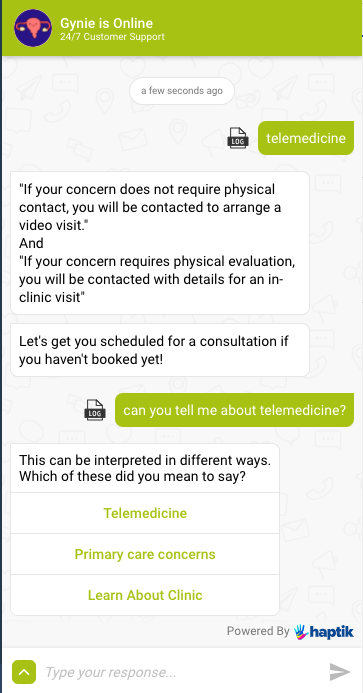 Gynie is Online
24/7 Customer Support
a few seconds ago
LOG
telemedicine
"If your concern does not require physical
contact, you will be contacted to arrange a
video visit."
And
"If your concern requires physical evaluation,
you will be contacted with details for an in-
clinic visit"
Let's get you scheduled for a consultation if
you haven't booked yet!
LOG
can you tell me about telemedicine?
This can be interpreted in different ways.
Which of these did you mean to say?
Telemedicine
Primary care concerns
Learn About Clinic
Powered By haptik
Type your response...